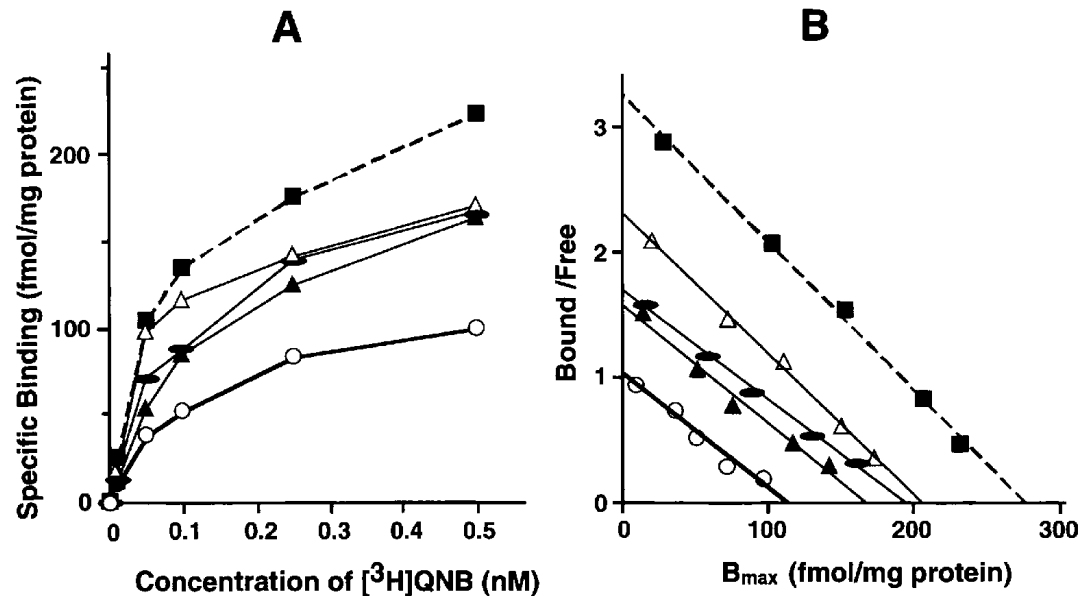 A
B
Specific Binding (fmol/mg protein)
200
100
0
0
0.1
0.2
0.3
0.4
0.5
Concentration of [³H]QNB (nM)
Bound /Free
3
2
1
0
0
100
200
300
Bmax (fmol/mg protein)